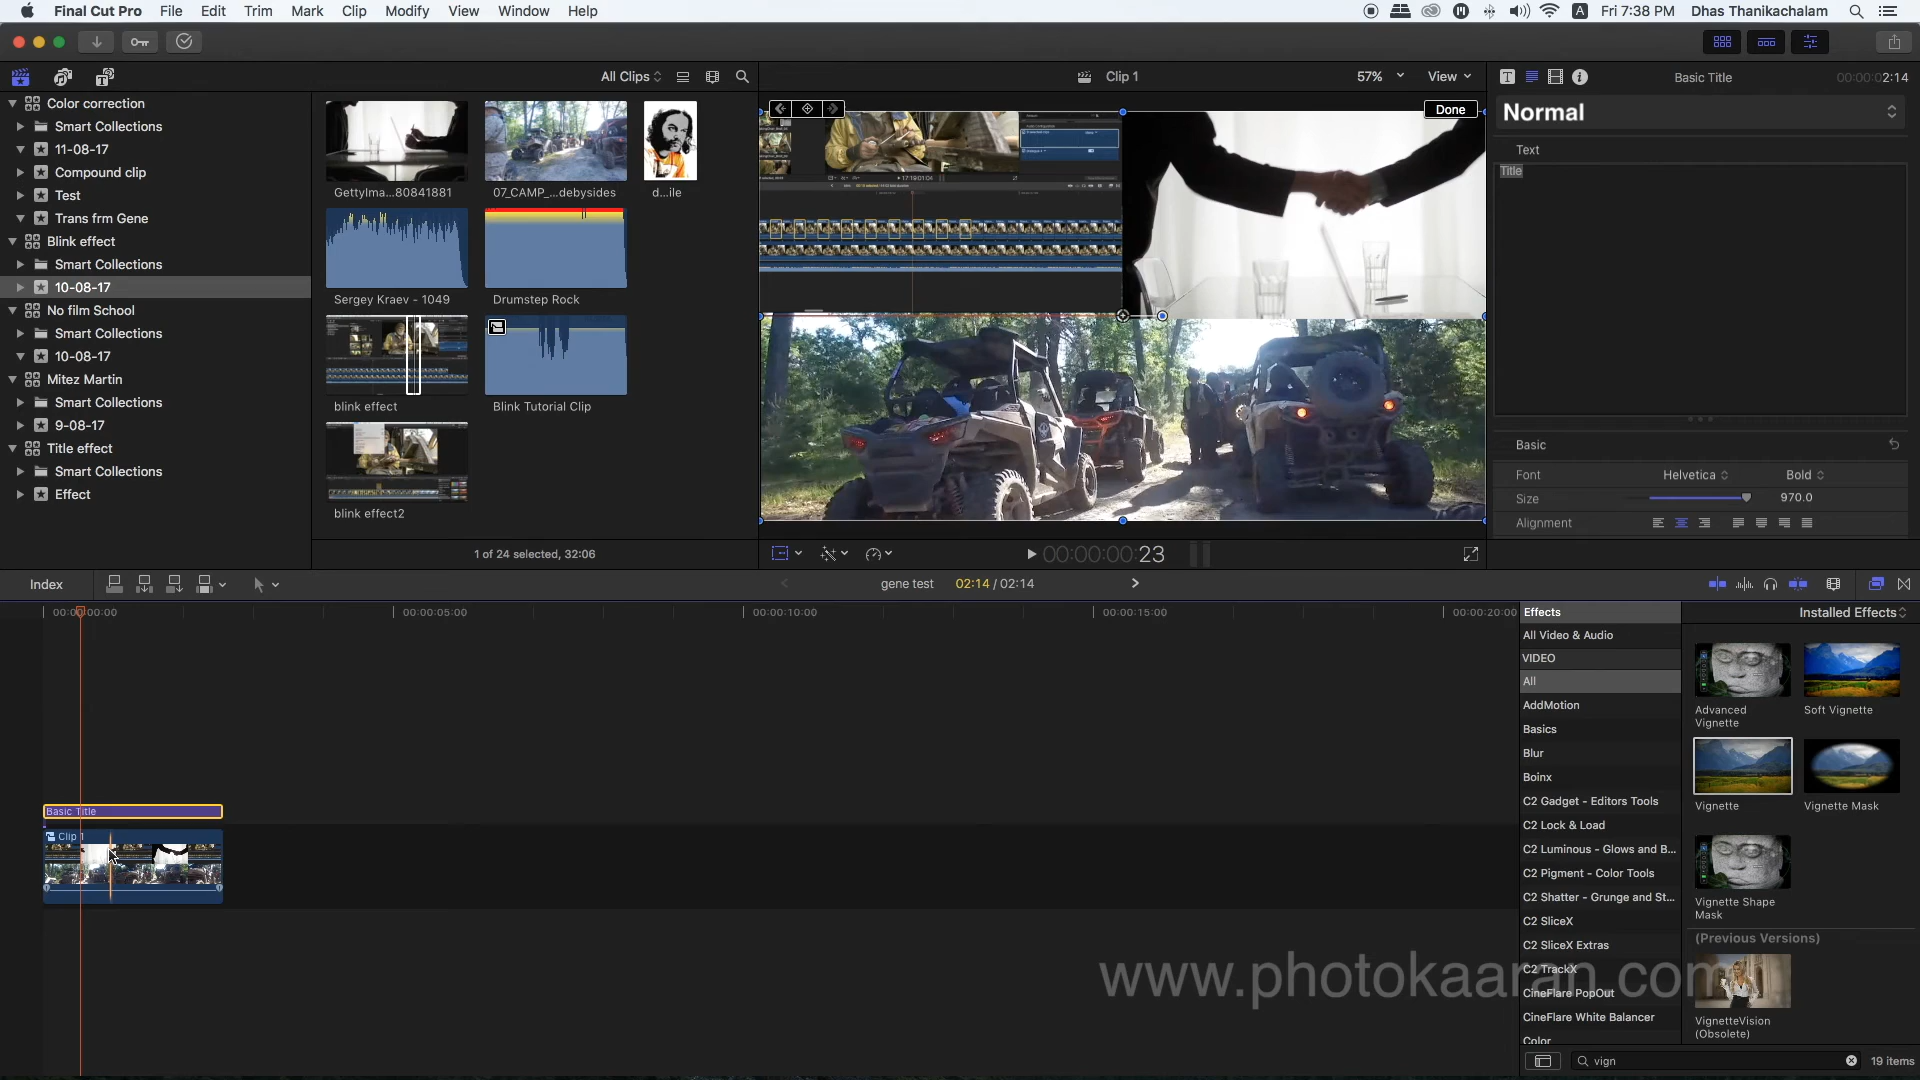 Final Cut Pro File Edit Trim Mark Clip Modify View Window Help
Fri 7:38 PM Dhas Thanikachalam
All Clips
Clip 1
57%
View
Basic Title
00:00:02:14
Color correction
Smart Collections
11-08-17
Compound clip
Test
Trans frm Gene
Blink effect
Smart Collections
10-08-17
No film School
Smart Collections
10-08-17
Mitez Martin
Smart Collections
9-08-17
Title effect
Smart Collections
Effect
GettyIma...80841881
07_CAMP_...debysides
d...ile
Sergey Kraev - 1049
Drumstep Rock
blink effect
Blink Tutorial Clip
blink effect2
1 of 24 selected, 32:06
Done
00:00:00:23
Normal
Text
Title
Basic
Font
Helvetica
Bold
Size
970.0
Alignment
Index
gene test
02:14 / 02:14
00:00:00:00
00:00:05:00
00:00:10:00
00:00:15:00
00:00:20:00
Basic Title
Clip 1
Effects
Installed Effects
All Video & Audio
VIDEO
All
AddMotion
Basics
Blur
Boinx
C2 Gadget - Editors Tools
C2 Lock & Load
C2 Luminous - Glows and B...
C2 Pigment - Color Tools
C2 Shatter - Grunge and St...
C2 SliceX
C2 SliceX Extras
C2 TrackX
CineFlare PopOut
CineFlare White Balancer
Color
Advanced
Vignette
Soft Vignette
Vignette
Vignette Mask
Vignette Shape
Mask
(Previous Versions)
VignetteVision
(Obsolete)
vign
19 items
www.photokaaran.com